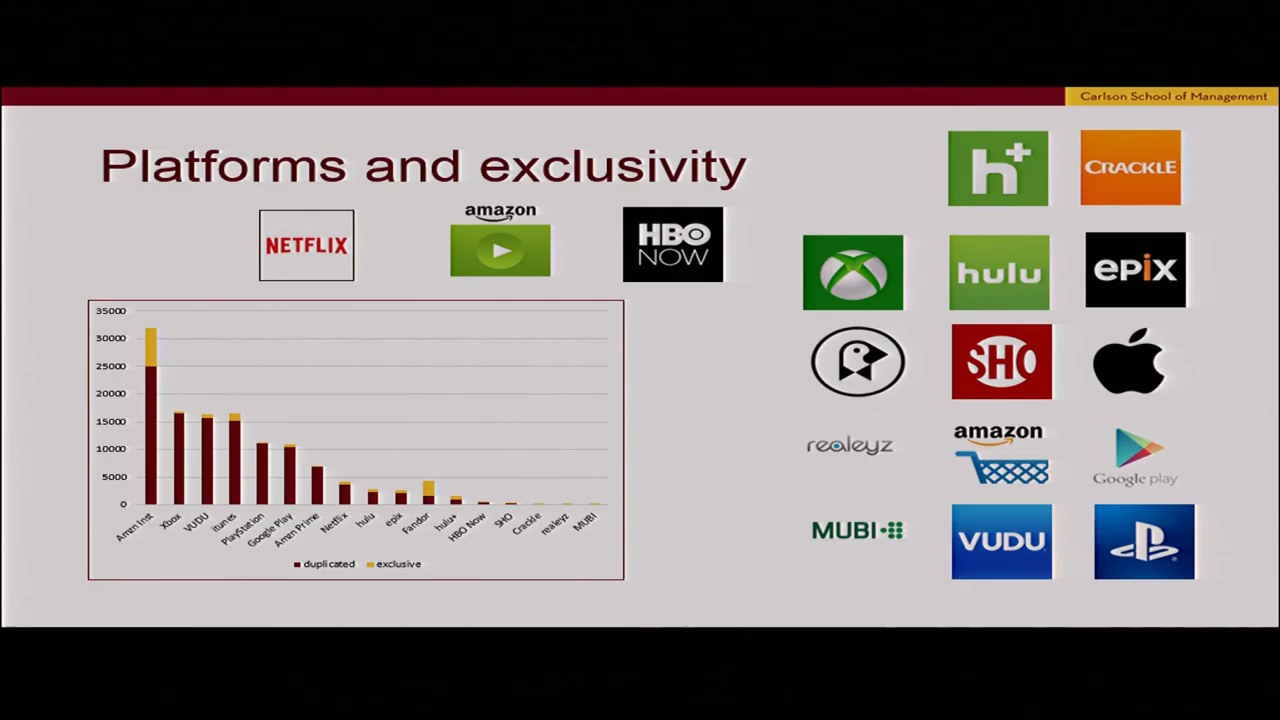 Carlson School of Management
Platforms and exclusivity
NETFLIX
amazon
HBO
NOW
h+
CRACKLE
hulu
epix
SHO
realeyz
amazon
Google play
MUBI
VUDU
35000
30000
25000
20000
15000
10000
5000
0
Amzn Inst
Xbox
VUDU
itunes
PlayStation
Google Play
Amzn Prime
Netflix
hulu
epix
Fandor
hulu+
HBO Now
SHO
Crackle
realeyz
MUBI
duplicated
exclusive